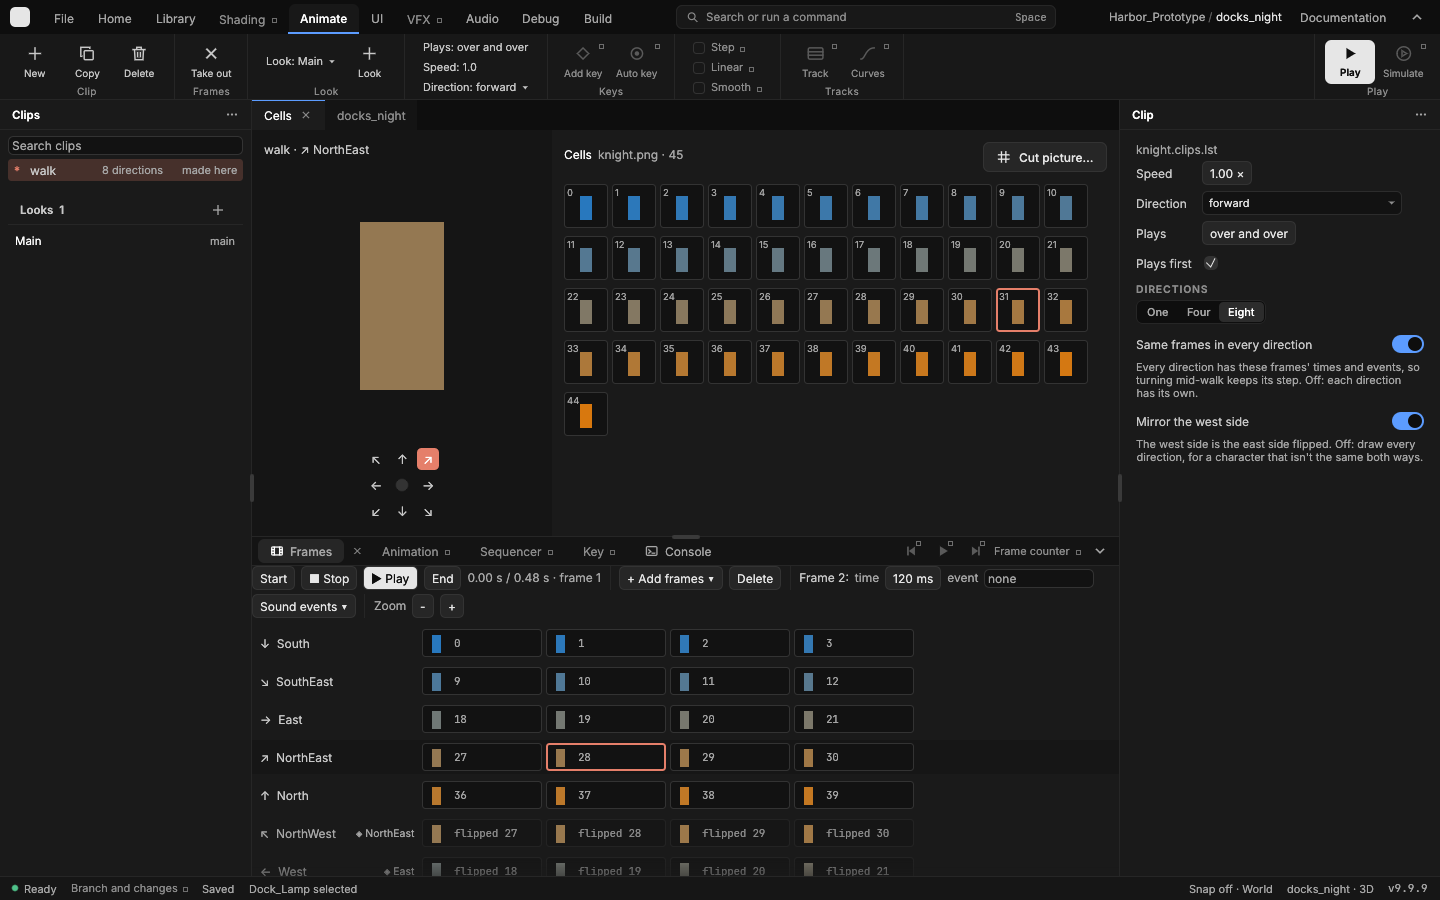 File Home Library Shading Animate UI VFX Audio Debug Build Search or run a command Space Harbor_Prototype / docks_night Documentation
New Copy Delete Clip
Take out Frames
Look: Main Look Look
Plays: over and over
Speed: 1.0
Direction: forward
Add key Auto key Keys
Step
Linear
Smooth
Track Curves Tracks
Play Simulate Play
Clips
Search clips
* walk 8 directions made here
Looks 1
Main main
Cells docks_night
walk · NorthEast
Cells knight.png · 45 Cut picture...
0 1 2 3 4 5 6 7 8 9 10
11 12 13 14 15 16 17 18 19 20 21
22 23 24 25 26 27 28 29 30 31 32
33 34 35 36 37 38 39 40 41 42 43
44
Clip
knight.clips.lst
Speed 1.00 ×
Direction forward
Plays over and over
Plays first
DIRECTIONS
One Four Eight
Same frames in every direction
Every direction has these frames' times and events, so
turning mid-walk keeps its step. Off: each direction
has its own.
Mirror the west side
The west side is the east side flipped. Off: draw every
direction, for a character that isn't the same both ways.
Frames Animation Sequencer Key Console Frame counter
Start Stop Play End 0.00 s / 0.48 s · frame 1 + Add frames Delete Frame 2: time 120 ms event none
Sound events Zoom - +
South 0 1 2 3
SouthEast 9 10 11 12
East 18 19 20 21
NorthEast 27 28 29 30
North 36 37 38 39
NorthWest NorthEast flipped 27 flipped 28 flipped 29 flipped 30
West East flipped 18 flipped 19 flipped 20 flipped 21
Ready Branch and changes Saved Dock_Lamp selected Snap off · World docks_night · 3D v9.9.9